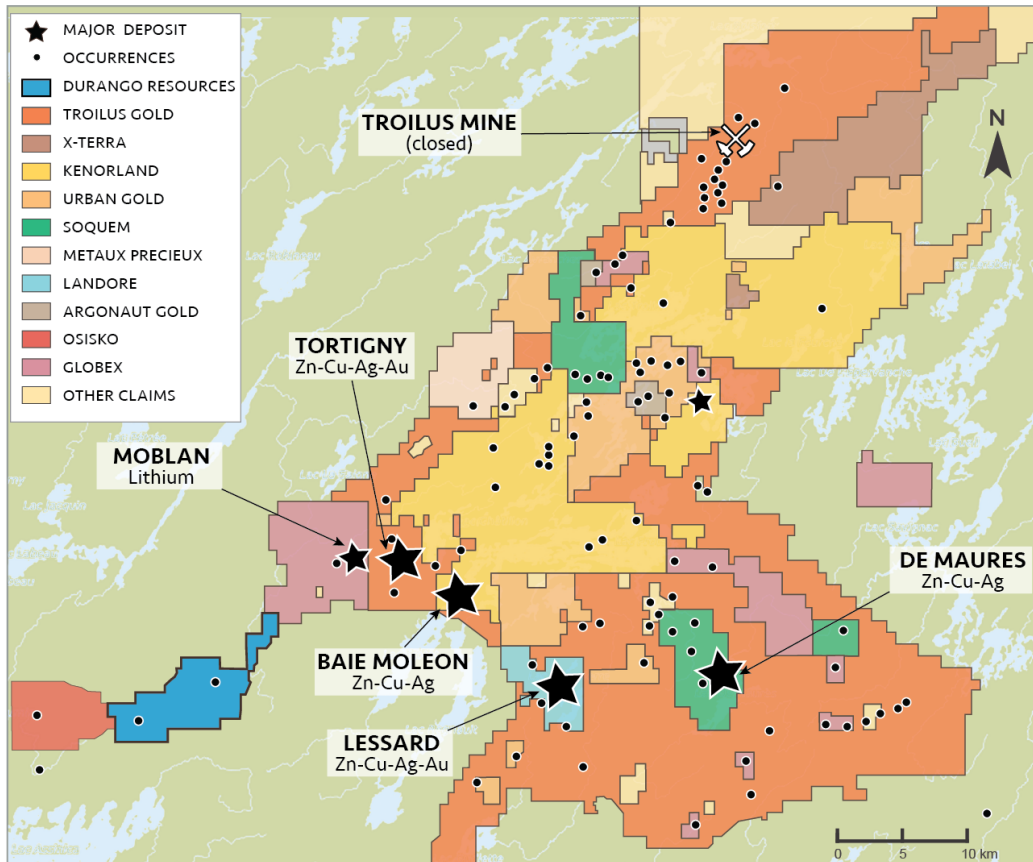 MAJOR DEPOSIT
OCCURRENCES
DURANGO RESOURCES
TROILUS GOLD
X-TERRA
KENORLAND
URBAN GOLD
SOQUEM
METAUX PRECIEUX
LANDORE
ARGONAUT GOLD
OSISKO
GLOBEX
OTHER CLAIMS
TROILUS MINE
(closed)
N
TORTIGNY
Zn-Cu-Ag-Au
MOBLAN
Lithium
DE MAURES
Zn-Cu-Ag
BAIE MOLEON
Zn-Cu-Ag
LESSARD
Zn-Cu-Ag-Au
0 5 10 km